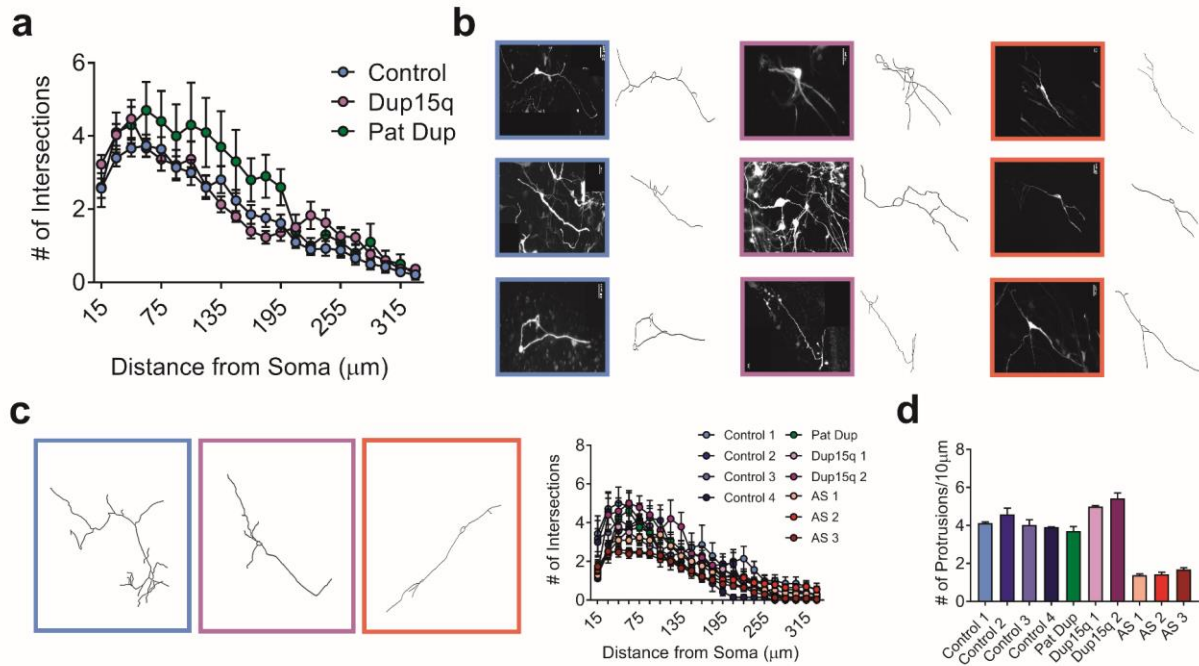 a
# of Intersections
6
4
2
0
15
75
135
195
255
315
Distance from Soma (μm)
Control
Dup15q
Pat Dup
b
c
# of Intersections
8
6
4
2
0
15
75
135
195
255
315
Distance from Soma (μm)
Control 1
Control 2
Control 3
Control 4
Pat Dup
Dup15q 1
Dup15q 2
AS 1
AS 2
AS 3
d
# of Protrusions/10μm
8
6
4
2
0
Control 1
Control 2
Control 3
Control 4
Pat Dup
Dup15q 1
Dup15q 2
AS 1
AS 2
AS 3